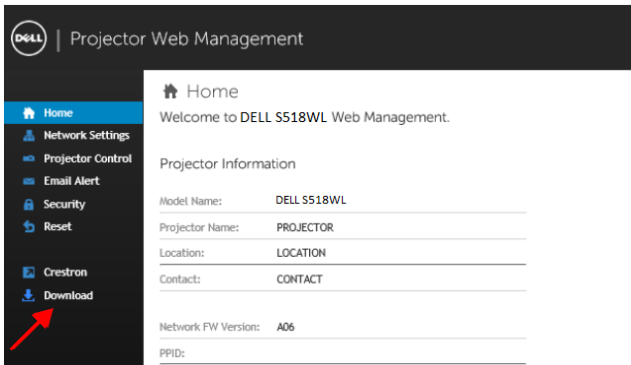 DELL | Projector Web Management
Home
Welcome to DELL S518WL Web Management.
Home
Network Settings
Projector Control
Email Alert
Security
Reset
Crestron
Download
Projector Information
Model Name: DELL S518WL
Projector Name: PROJECTOR
Location: LOCATION
Contact: CONTACT
Network FW Version: A06
PPID: